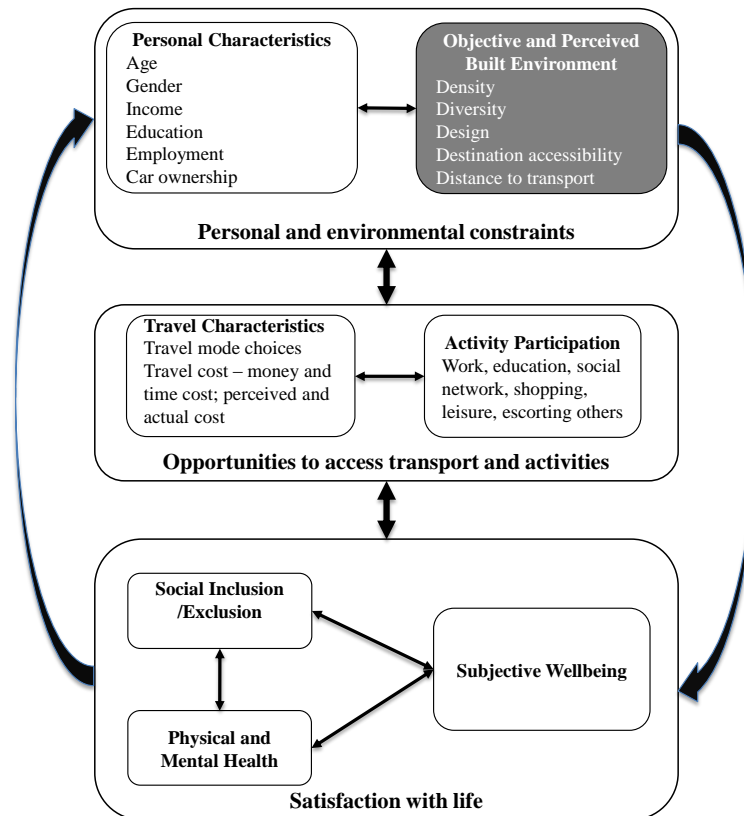 Personal Characteristics
Age
Gender
Income
Education
Employment
Car ownership
Objective and Perceived
Built Environment
Density
Diversity
Design
Destination accessibility
Distance to transport
Personal and environmental constraints
Travel Characteristics
Travel mode choices
Travel cost – money and
time cost; perceived and
actual cost
Activity Participation
Work, education, social
network, shopping,
leisure, escorting others
Opportunities to access transport and activities
Social Inclusion
/Exclusion
Physical and
Mental Health
Subjective Wellbeing
Satisfaction with life